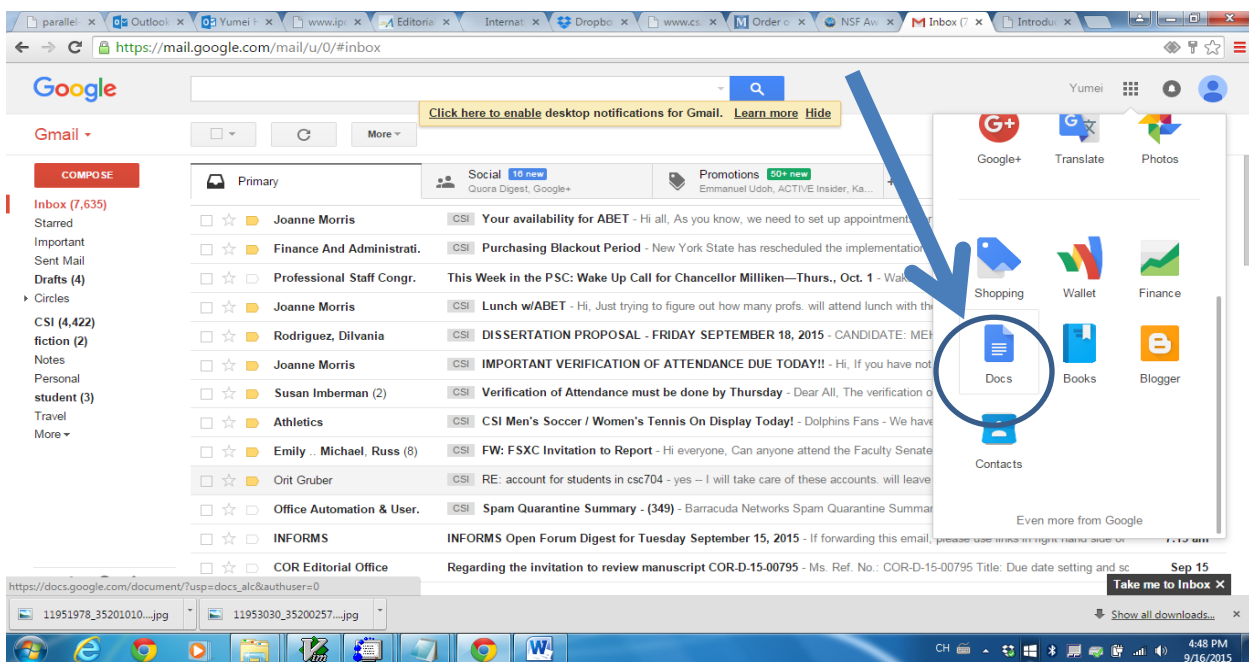 parallel-
Outlook
Yumei H
www.ipc
Editorial
Internat
Dropbo
www.cs.
Order o
NSF Aw
Inbox (7
Introduc
https://mail.google.com/mail/u/0/#inbox
Google
Yumei
Click here to enable desktop notifications for Gmail. Learn more Hide
Gmail
More
COMPOSE
Inbox (7,635)
Starred
Important
Sent Mail
Drafts (4)
Circles
CSI (4,422)
fiction (2)
Notes
Personal
student (3)
Travel
More
Primary
Social 16 new
Quora Digest, Google+
Promotions 50+ new
Emmanuel Udoh, ACTIVE Insider, Ka...
Joanne Morris CSI Your availability for ABET - Hi all, As you know, we need to set up appointment
Finance And Administrati. CSI Purchasing Blackout Period - New York State has rescheduled the implementation
Professional Staff Congr. This Week in the PSC: Wake Up Call for Chancellor Milliken—Thurs., Oct. 1 - Wak
Joanne Morris CSI Lunch w/ABET - Hi, Just trying to figure out how many profs. will attend lunch with the
Rodriguez, Dilvania CSI DISSERTATION PROPOSAL - FRIDAY SEPTEMBER 18, 2015 - CANDIDATE: MEH
Joanne Morris CSI IMPORTANT VERIFICATION OF ATTENDANCE DUE TODAY!! - Hi, If you have not
Susan Imberman (2) CSI Verification of Attendance must be done by Thursday - Dear All, The verification o
Athletics CSI CSI Men's Soccer / Women's Tennis On Display Today! - Dolphins Fans - We have
Emily .. Michael, Russ (8) CSI FW: FSXC Invitation to Report - Hi everyone, Can anyone attend the Faculty Senate
Orit Gruber CSI RE: account for students in csc704 - yes -- I will take care of these accounts. will leave
Office Automation & User. CSI Spam Quarantine Summary - (349) - Barracuda Networks Spam Quarantine Summar
INFORMS INFORMS Open Forum Digest for Tuesday September 15, 2015 - If forwarding this email, please use links in right hand side of 7:15 am
COR Editorial Office Regarding the invitation to review manuscript COR-D-15-00795 - Ms. Ref. No.: COR-D-15-00795 Title: Due date setting and sc Sep 15
G+
Google+
Translate
Photos
Shopping
Wallet
Finance
Docs
Books
Blogger
Contacts
Even more from Google
https://docs.google.com/document/?usp=docs_alc&authuser=0
Take me to Inbox ×
11951978_35201010....jpg
11953030_35200257....jpg
Show all downloads...
CH
4:48 PM
9/16/2015